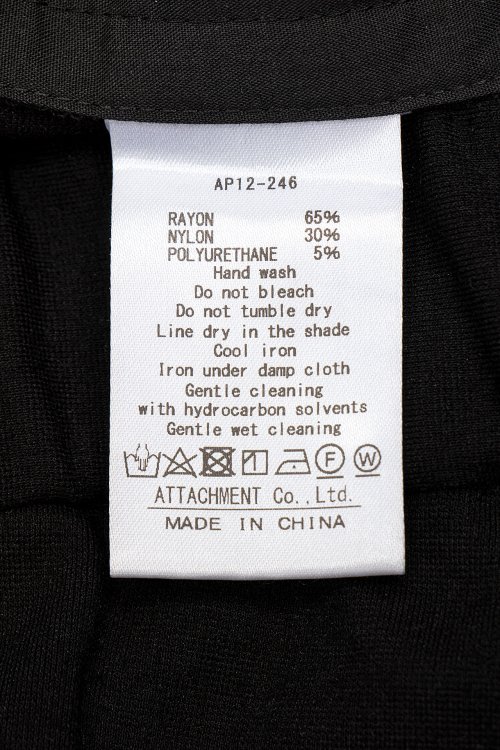 AP12-246
RAYON 65%
NYLON 30%
POLYURETHANE 5%
Hand wash
Do not bleach
Do not tumble dry
Line dry in the shade
Cool iron
Iron under damp cloth
Gentle cleaning
with hydrocarbon solvents
Gentle wet cleaning
F W
ATTACHMENT Co., Ltd.
MADE IN CHINA